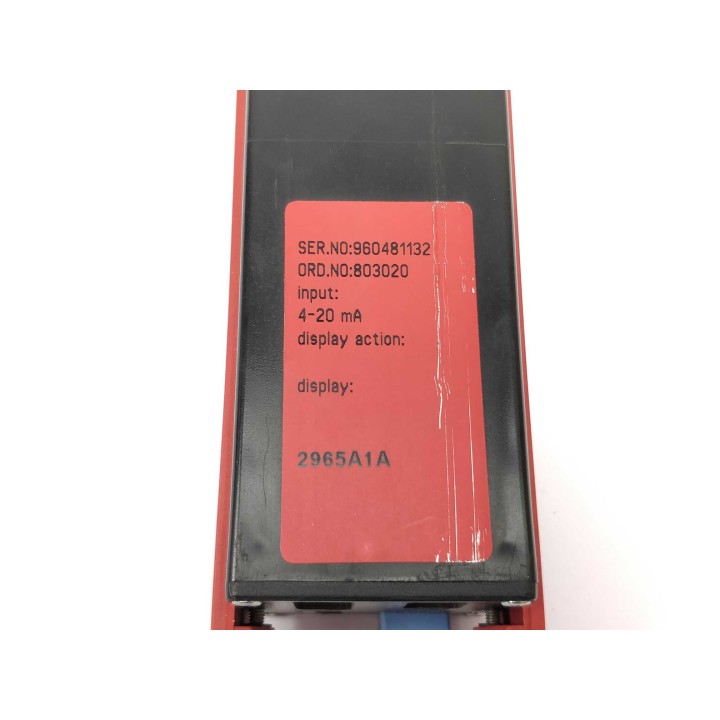 SER.NO:960481132
ORD.NO:803020
input:
4-20 mA
display action:
display:
2965A1A